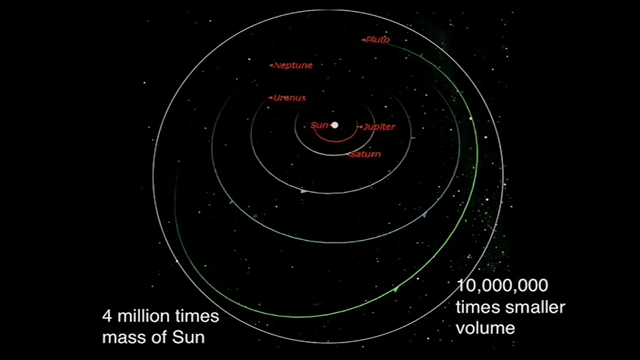 Pluto
Neptune
Uranus
Sun
Jupiter
Saturn
10,000,000
times smaller
volume
4 million times
mass of Sun